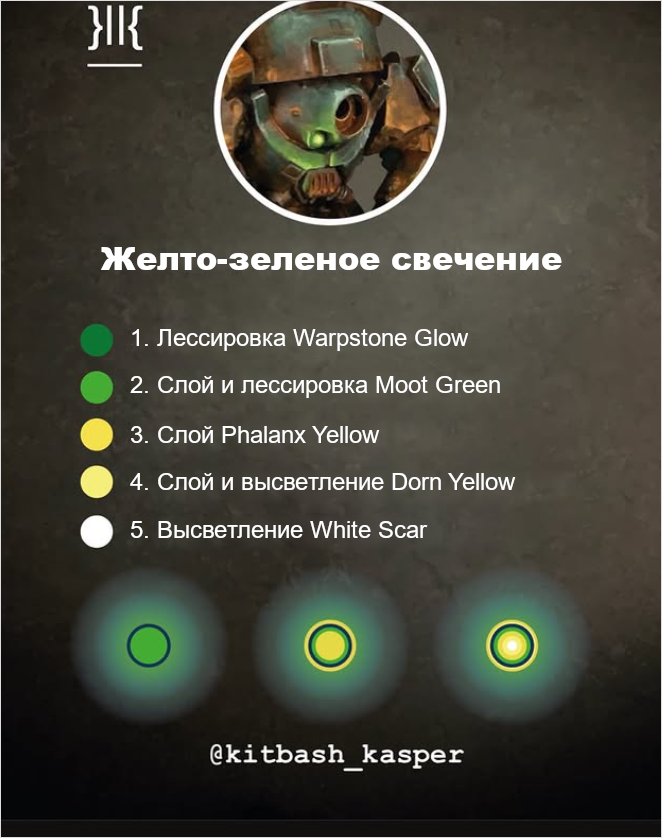 }||{
Желто-зеленое свечение
1. Лессировка Warpstone Glow
2. Слой и лессировка Moot Green
3. Слой Phalanx Yellow
4. Слой и высветление Dorn Yellow
5. Высветление White Scar
@kitbash_kasper